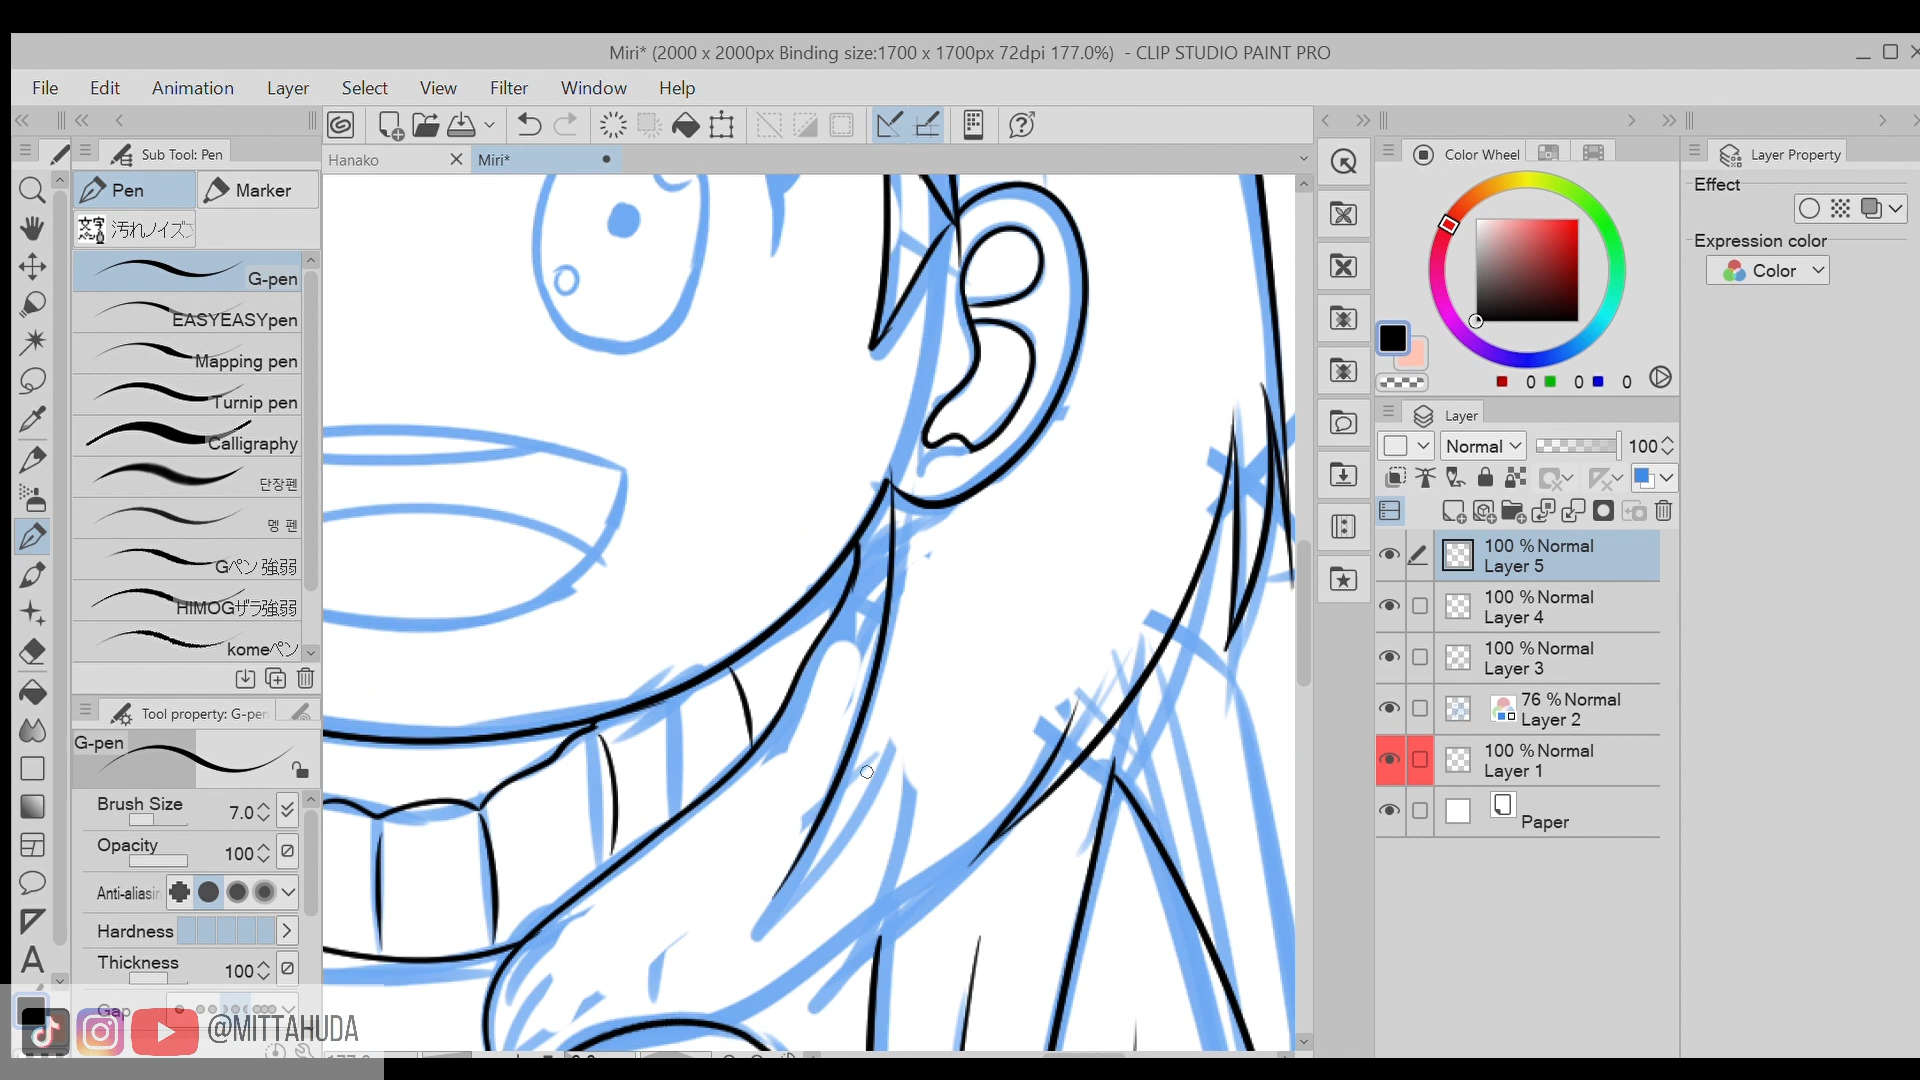 Miri* (2000 x 2000px Binding size:1700 x 1700px 72dpi 177.0%) - CLIP STUDIO PAINT PRO
File Edit Animation Layer Select View Filter Window Help
Sub Tool: Pen
Hanako
Miri*
Color Wheel
Layer Property
Pen
Marker
Effect
汚れノイズ
Expression color
Color
G-pen
EASYEASYpen
Mapping pen
Turnip pen
Calligraphy
단장펜
멩 펜
Gペン 強弱
HIMOGザラ強弱
komeペン
0 0 0
Layer
Normal
100
100 %Normal
Layer 5
100 %Normal
Layer 4
100 %Normal
Layer 3
76 %Normal
Layer 2
100 %Normal
Layer 1
Paper
Tool property: G-pen
G-pen
Brush Size 7.0
Opacity 100
Anti-aliasin
Hardness
Thickness 100
Gap
@MITTAHUDA